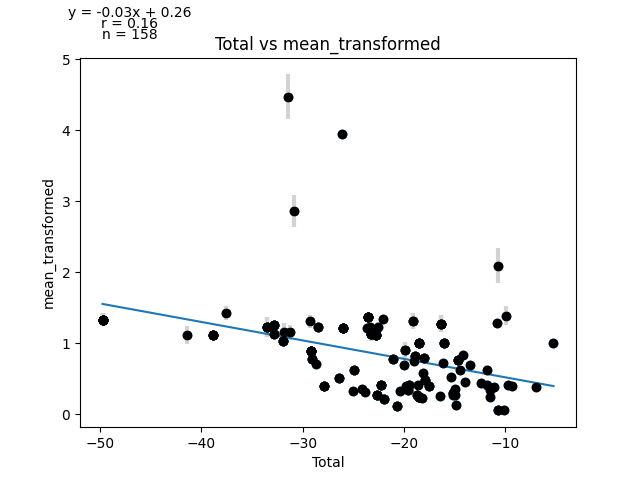 y = -0.03x + 0.26
r = 0.16
n = 158
Total vs mean_transformed
5
4
3
2
1
0
mean_transformed
−50
−40
−30
−20
−10
Total